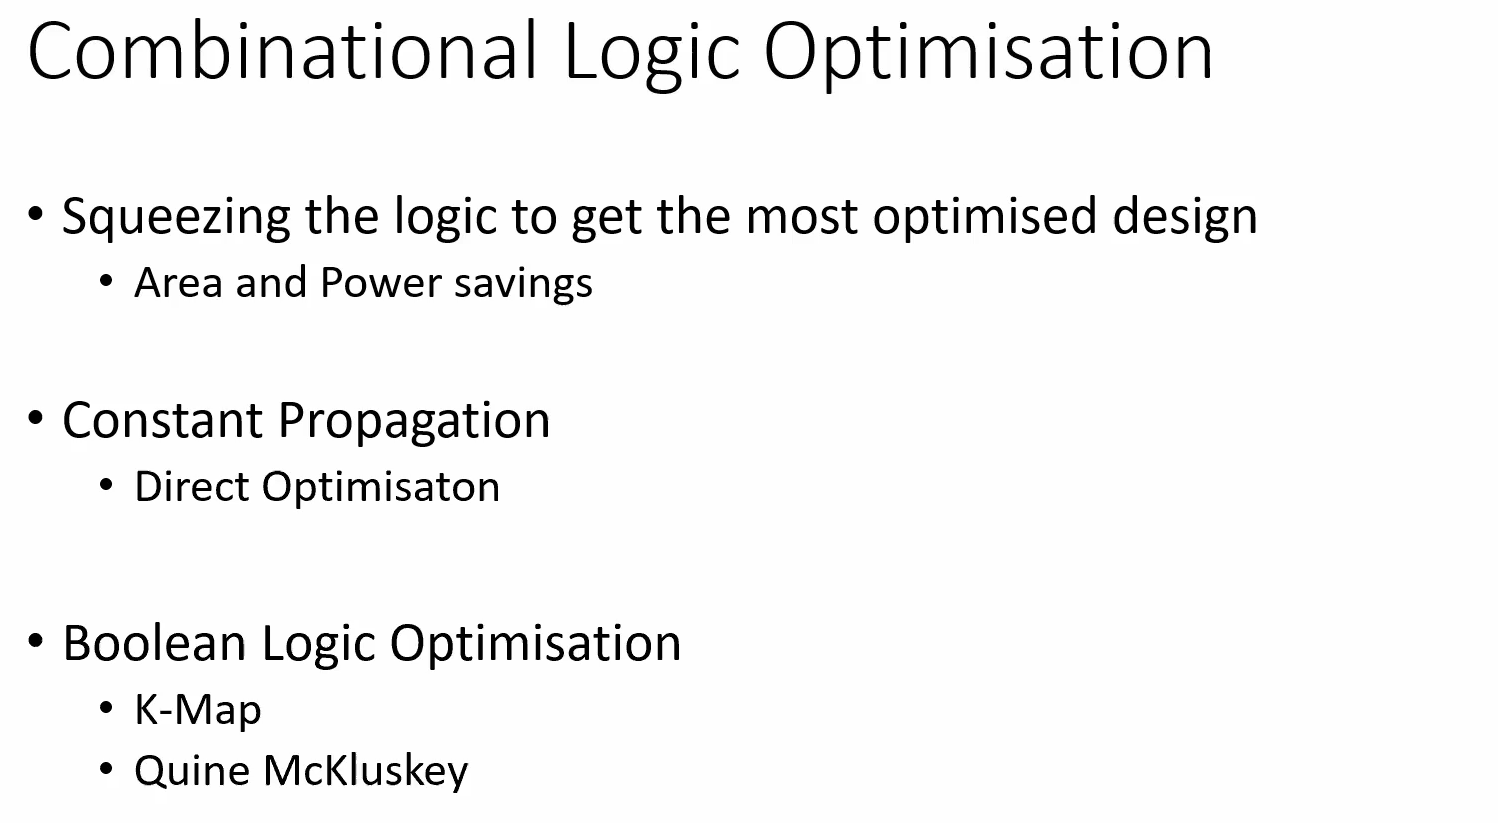 Combinational Logic Optimisation
• Squeezing the logic to get the most optimised design
• Area and Power savings
• Constant Propagation
• Direct Optimisaton
• Boolean Logic Optimisation
• K-Map
• Quine McKluskey